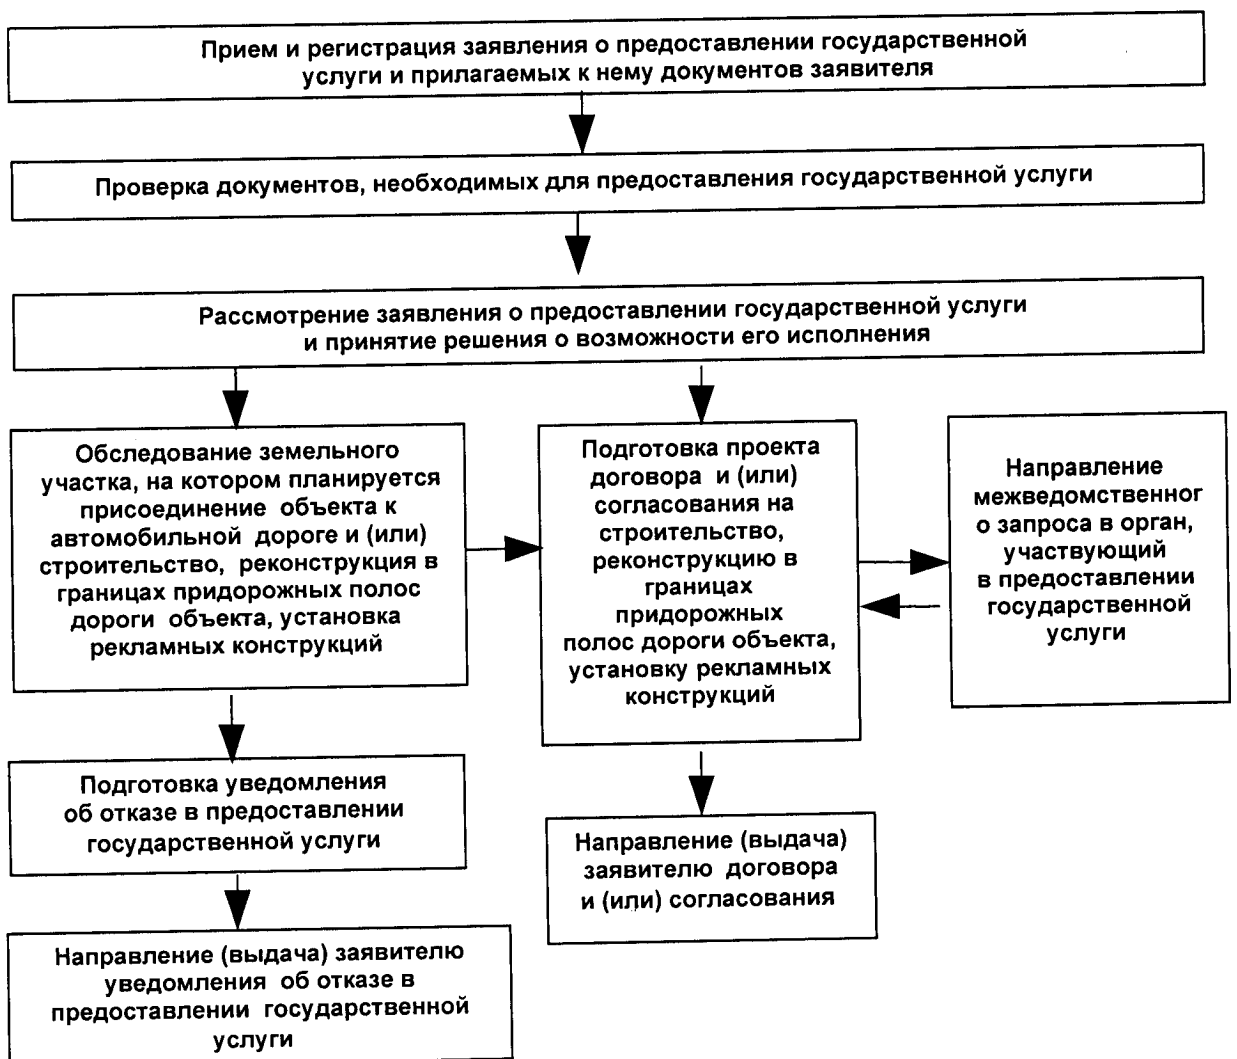 Прием и регистрация заявления о предоставлении государственной
услуги и прилагаемых к нему документов заявителя
Проверка документов, необходимых для предоставления государственной услуги
Рассмотрение заявления о предоставлении государственной услуги
и принятие решения о возможности его исполнения
Обследование земельного
участка, на котором планируется
присоединение объекта к
автомобильной дороге и (или)
строительство, реконструкция в
границах придорожных полос
дороги объекта, установка
рекламных конструкций
Подготовка проекта
договора и (или)
согласования на
строительство,
реконструкцию в
границах
придорожных
полос дороги объекта,
установку рекламных
конструкций
Направление
межведомственног
о запроса в орган,
участвующий
в предоставлении
государственной
услуги
Подготовка уведомления
об отказе в предоставлении
государственной услуги
Направление (выдача)
заявителю договора
и (или) согласования
Направление (выдача) заявителю
уведомления об отказе в
предоставлении государственной
услуги